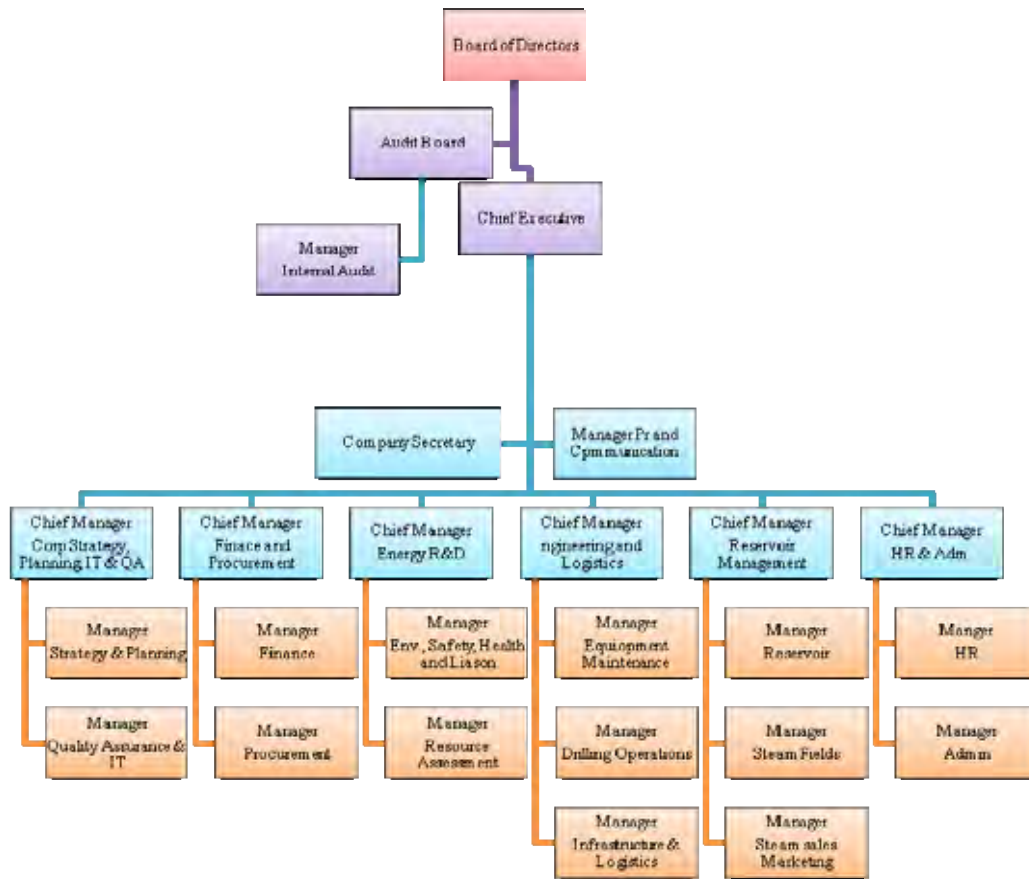 Board of Directors
Audit Board
Chief Executive
Manager
Internal Audit
Company Secretary
Manager Pr and
Cpmmunication
Chief Manager
Corp Strategy,
Planning, IT & QA
Chief Manager
Finace and
Procurement
Chief Manager
Energy R&D
Chief Manager
ngineering and
Logistics
Chief Manager
Reservoir
Management
Chief Manager
HR & Adm
Manager
Strategy & Planning
Manager
Finance
Manager
Env., Safety, Health
and Liason
Manager
Equiopment
Maintenance
Manager
Reservoir
Manger
HR
Manager
Quality Assurance &
IT
Manager
Procurement
Manager
Resource
Assessment
Manager
Drilling Operations
Manager
Steam Fields
Manager
Admin
Manager
Infrastructure &
Logistics
Manager
Steam sales
Marketing